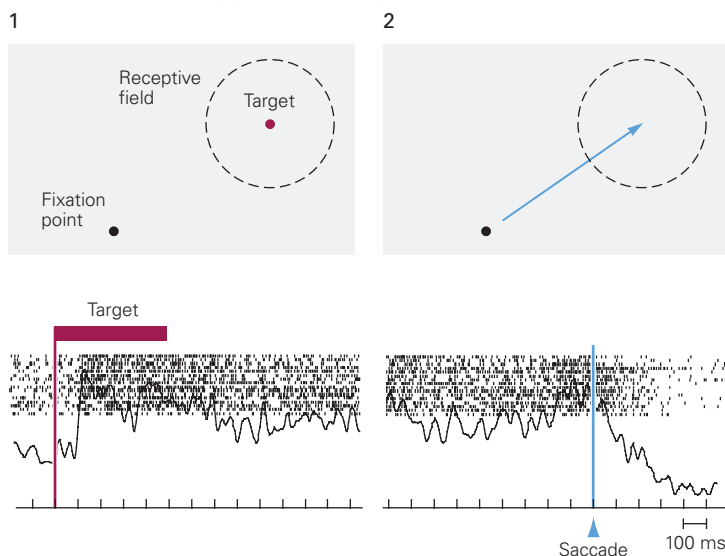 1
2
Receptive
field
Target
Fixation
point
Target
Saccade
100 ms